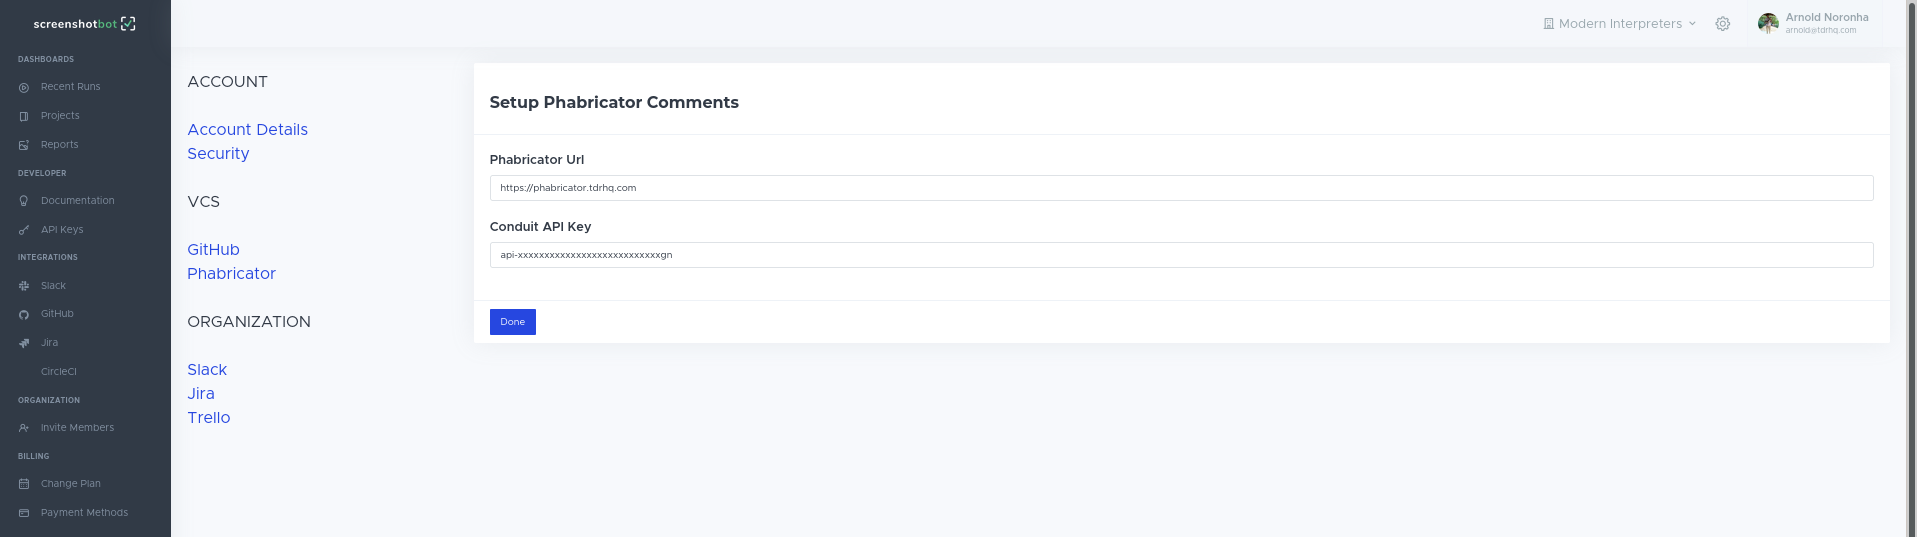 screenshotbot
DASHBOARDS
Recent Runs
Projects
Reports
DEVELOPER
Documentation
API Keys
INTEGRATIONS
Slack
GitHub
Jira
CircleCI
ORGANIZATION
Invite Members
BILLING
Change Plan
Payment Methods
Modern Interpreters
Arnold Noronha
arnold@tdrhq.com
ACCOUNT
Account Details
Security
VCS
GitHub
Phabricator
ORGANIZATION
Slack
Jira
Trello
Setup Phabricator Comments
Phabricator Url
https://phabricator.tdrhq.com
Conduit API Key
api-xxxxxxxxxxxxxxxxxxxxxxxxxxxgn
Done